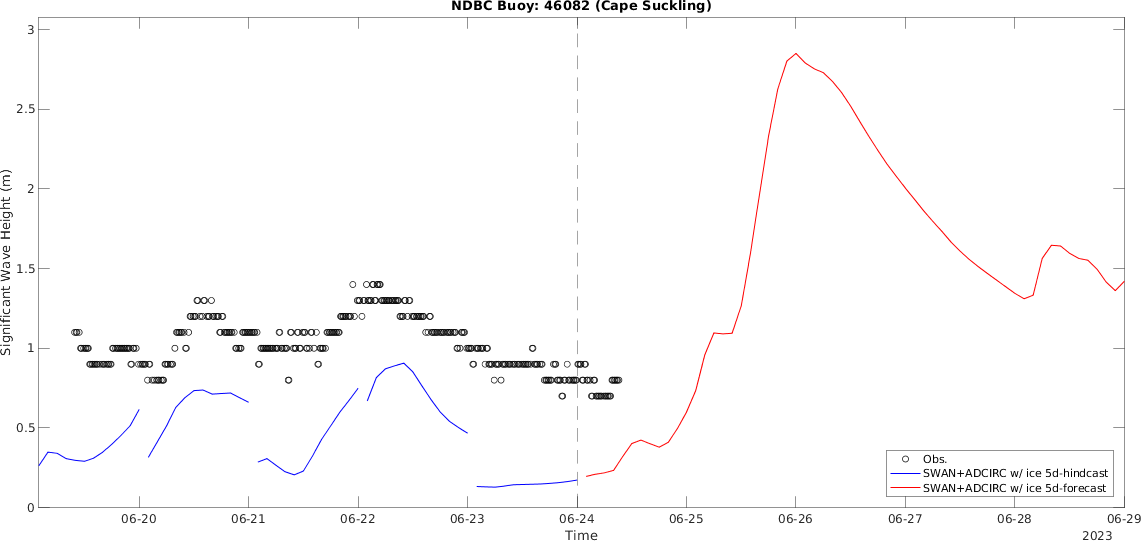 NDBC Buoy: 46082 (Cape Suckling)
Significant Wave Height (m)
3
2.5
2
1.5
1
0.5
0
Obs.
SWAN+ADCIRC w/ ice 5d-hindcast
SWAN+ADCIRC w/ ice 5d-forecast
06-20 06-21 06-22 06-23 06-24 06-25 06-26 06-27 06-28 06-29
Time
2023